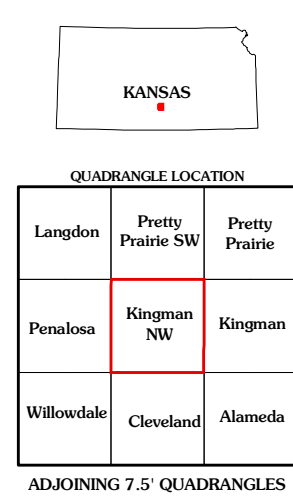 KANSAS
QUADRANGLE LOCATION
Langdon
Pretty
Prairie SW
Pretty
Prairie
Penalosa
Kingman
NW
Kingman
Willowdale
Cleveland
Alameda
ADJOINING 7.5' QUADRANGLES